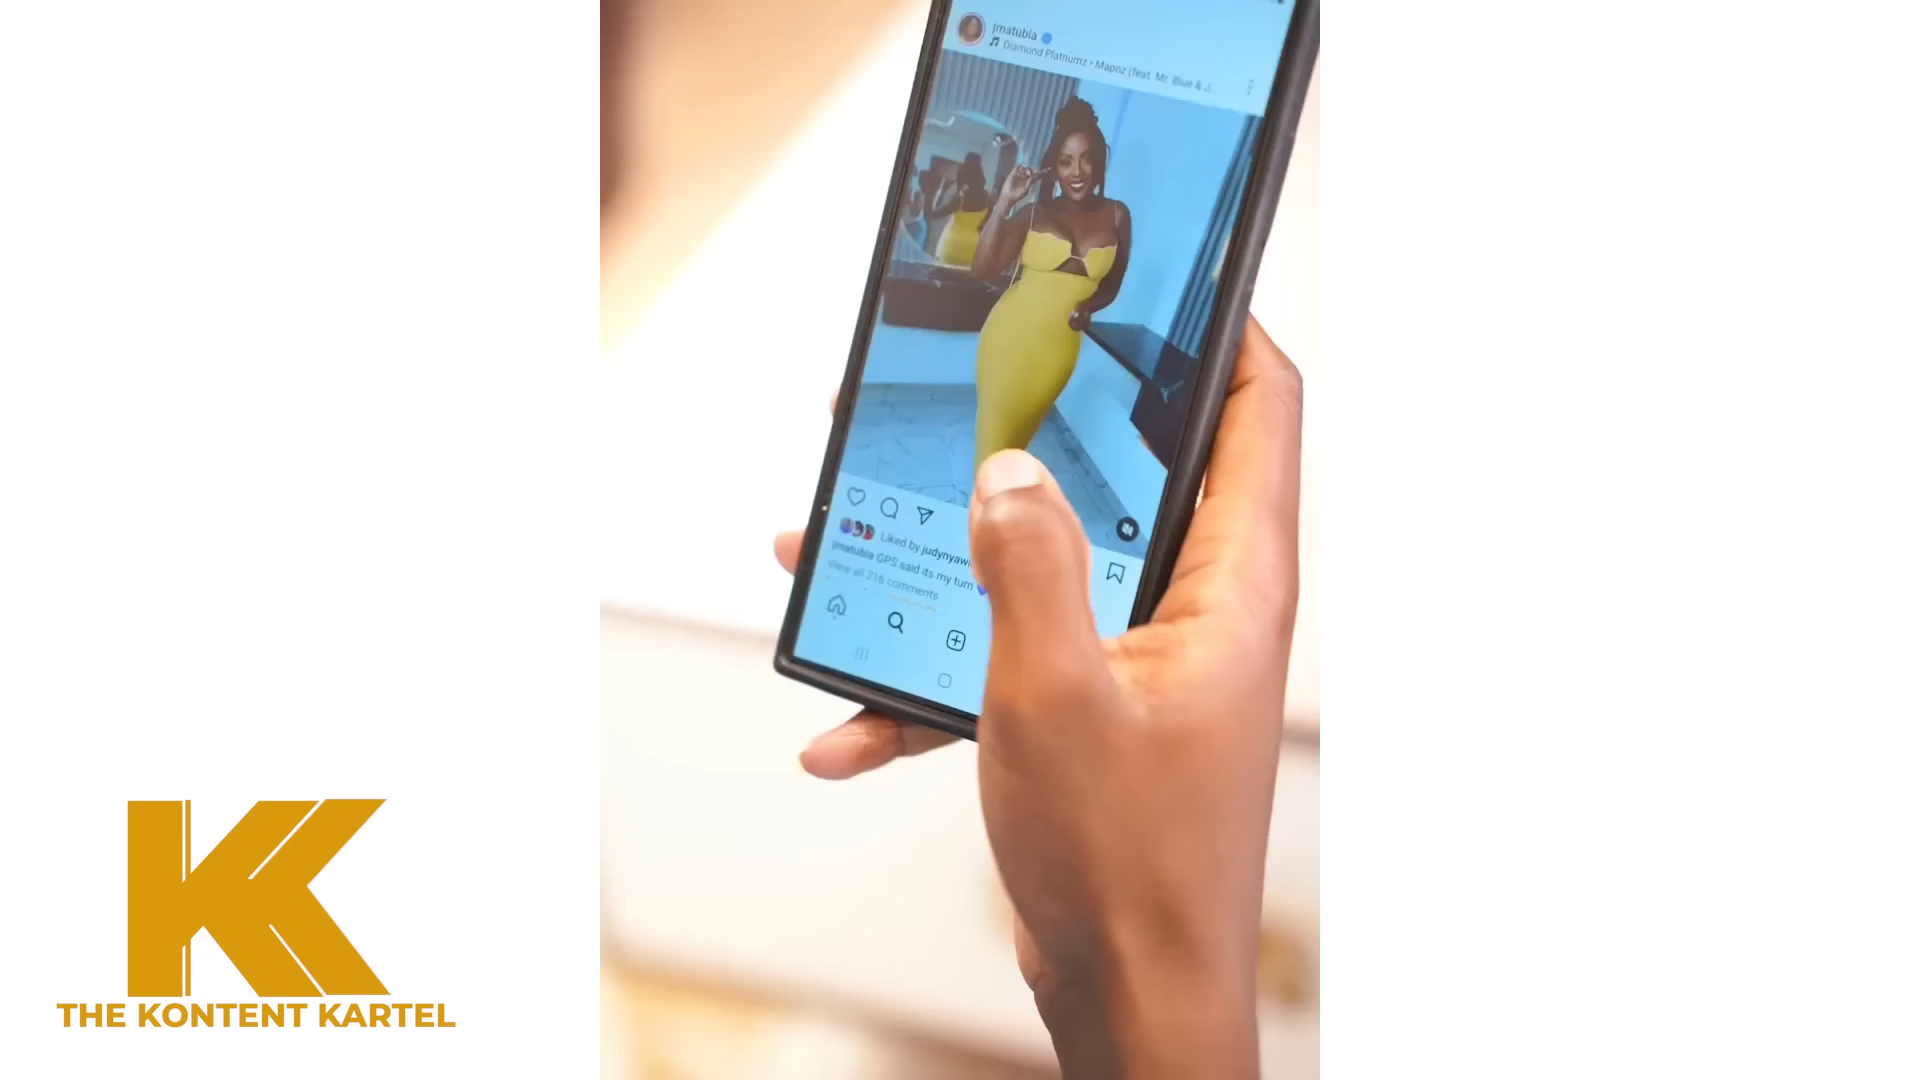 jmatubia
Diamond Platnumz • Mapoz (feat. Mr. Blue & J...
Liked by judynyawi
jmatubia GPS said its my turn
View all 216 comments
THE KONTENT KARTEL